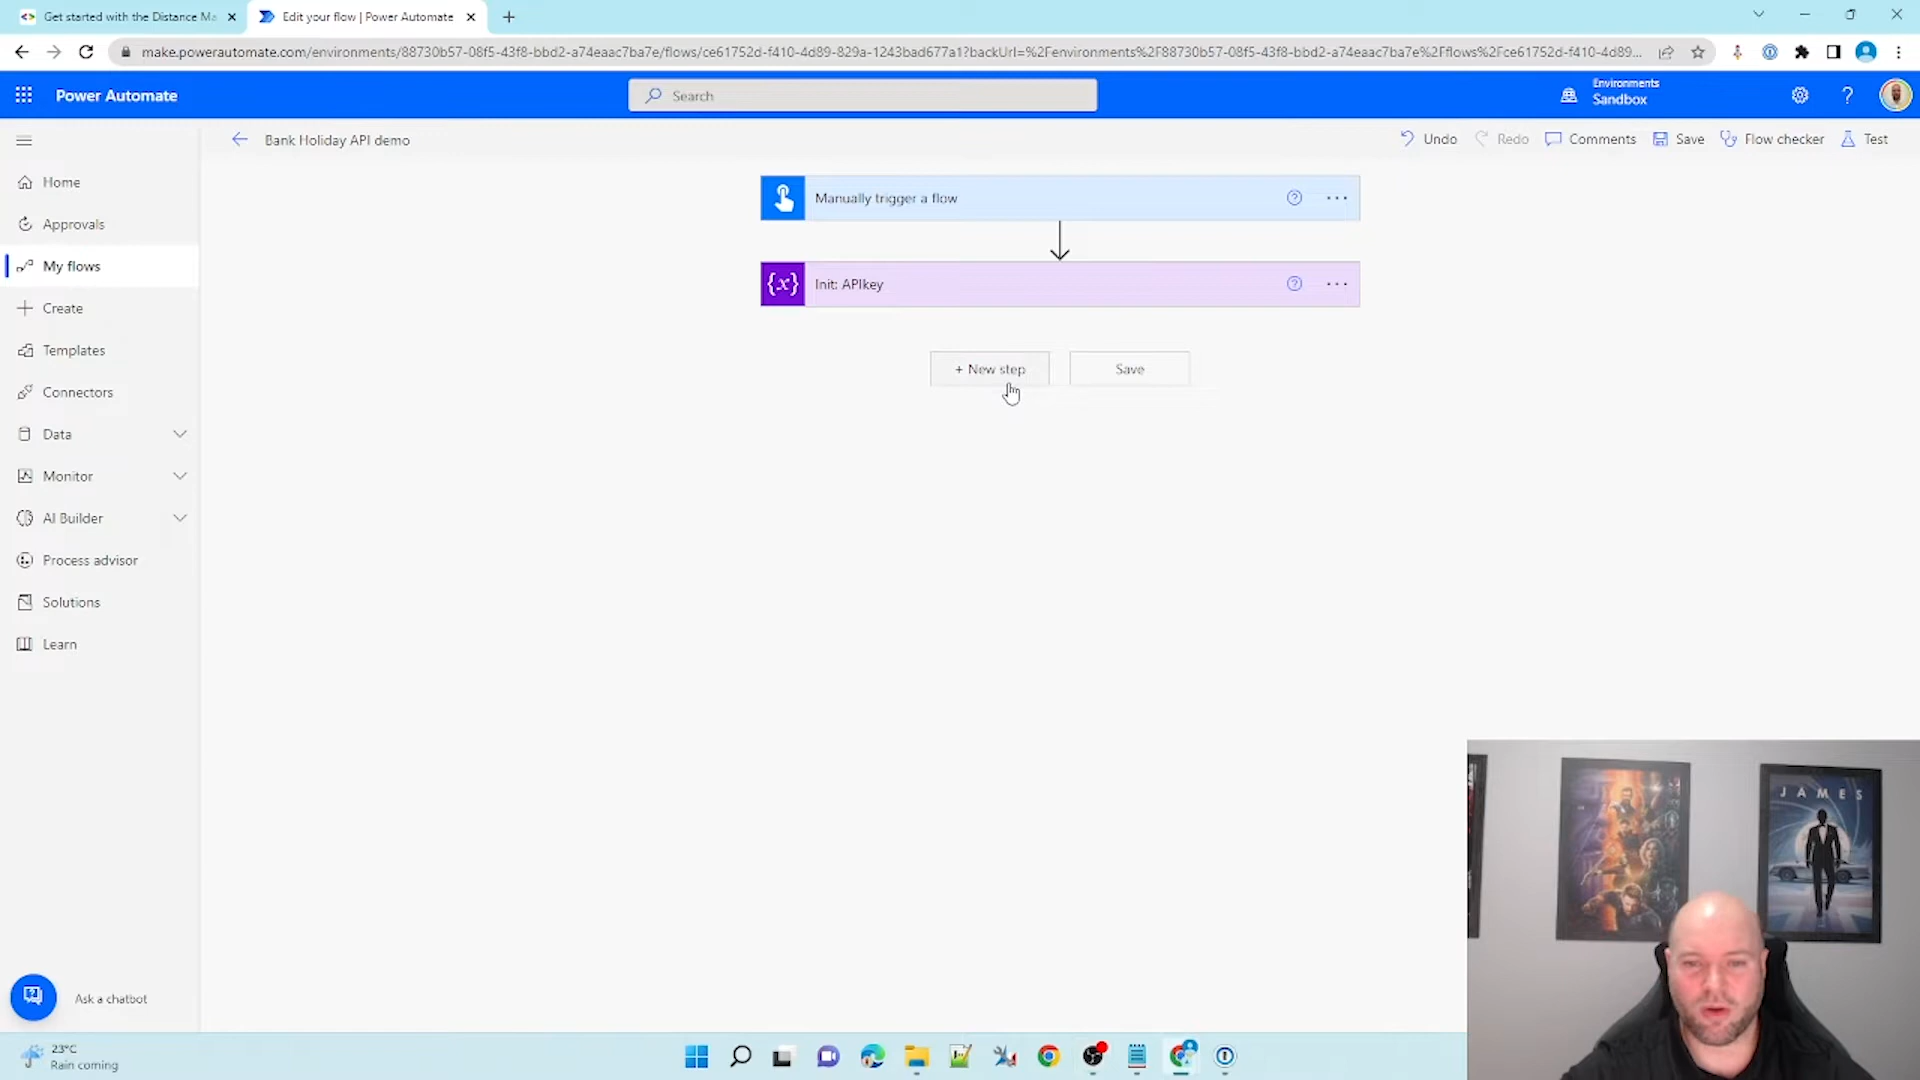 Get started with the Distance Ma
Edit your flow | Power Automate
make.powerautomate.com/environments/88730b57-08f5-43f8-bbd2-a74eaac7ba7e/flows/ce61752d-f410-4d89-829a-1243bad677a1?backUrl=%2Fenvironments%2F88730b57-08f5-43f8-bbd2-a74eaac7ba7e%2Fflows%2Fce61752d-f410-4d89...
Power Automate
Search
Environments
Sandbox
Bank Holiday API demo
Undo
Redo
Comments
Save
Flow checker
Test
Home
Approvals
My flows
Create
Templates
Connectors
Data
Monitor
AI Builder
Process advisor
Solutions
Learn
Manually trigger a flow
{x} Init: APIkey
+ New step
Save
Ask a chatbot
JAMES
23°C
Rain coming